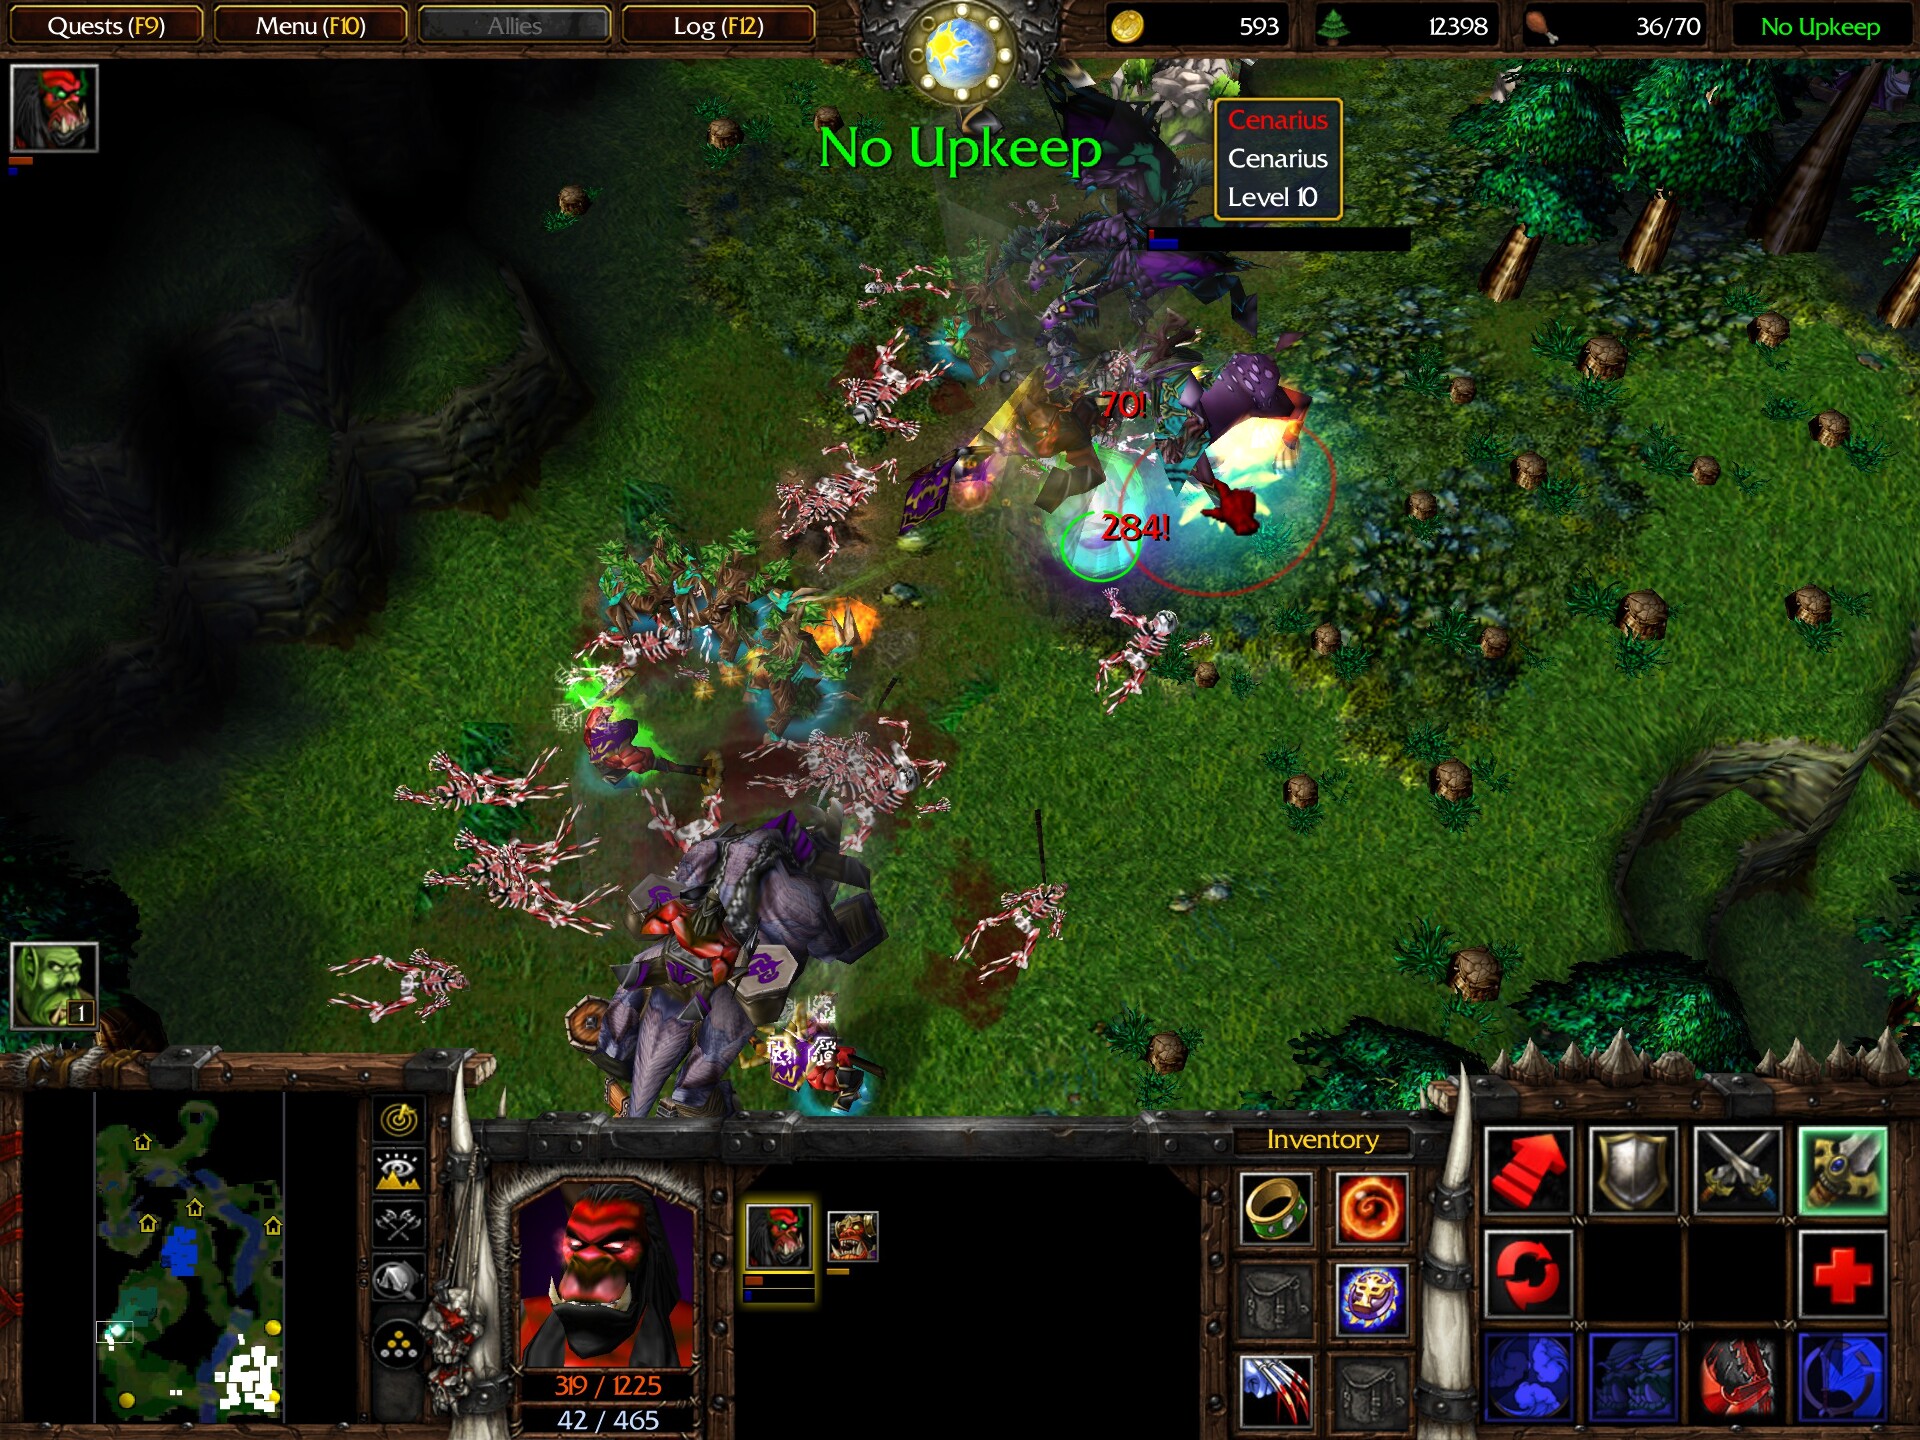 Quests (F9) Menu (F10) Allies Log (F12) 593 12398 36/70 No Upkeep
No Upkeep
Cenarius
Cenarius
Level 10
70!
284!
1
Inventory
319 / 1225
42 / 465